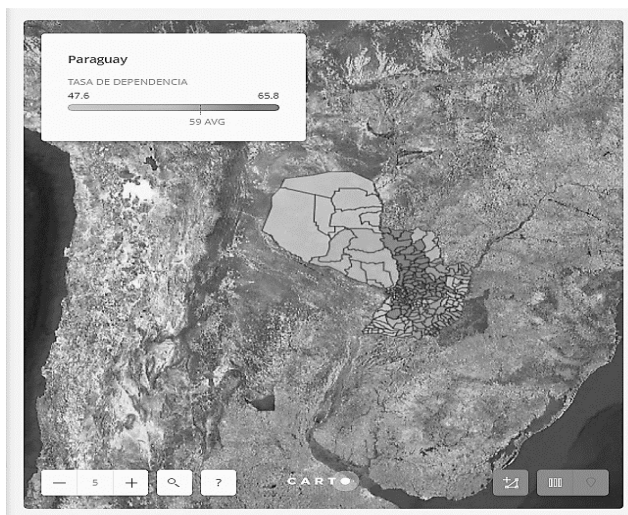 Paraguay
TASA DE DEPENDENCIA
47.6 65.8
59 AVG
5
?
CARTO